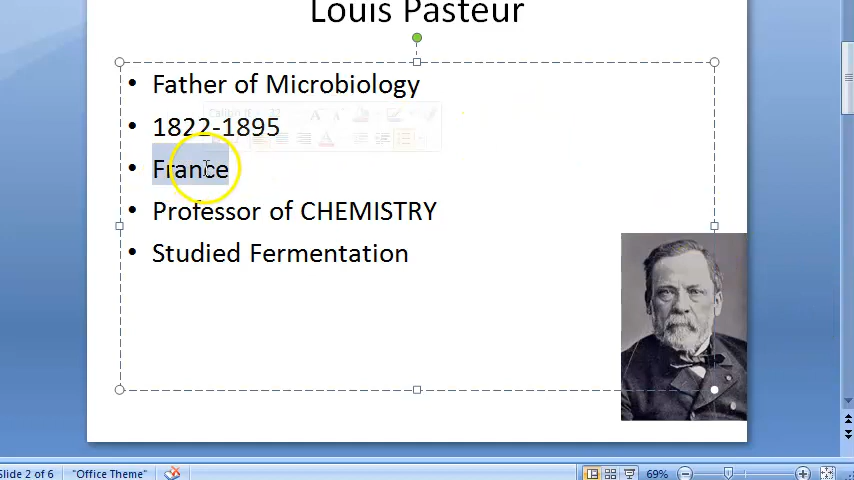 Louis Pasteur
• Father of Microbiology
• 1822-1895
• France
• Professor of CHEMISTRY
• Studied Fermentation
Slide 2 of 6
"Office Theme"
69%